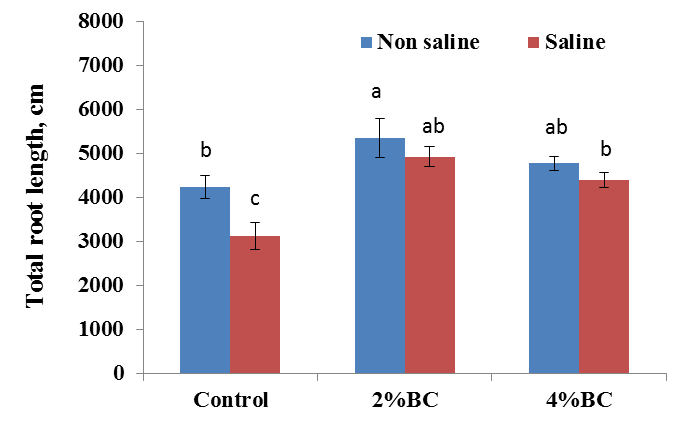 8000
7000
6000
5000
4000
3000
2000
1000
0
Total root length, cm
Non saline
Saline
b
c
a
ab
ab
b
Control
2%BC
4%BC